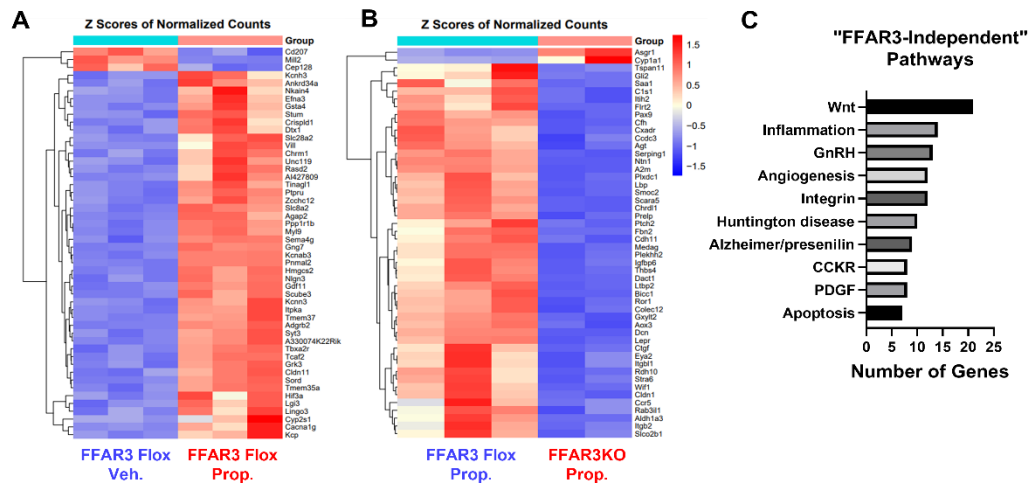 A
Z Scores of Normalized Counts
Group
Cd207
Mill2
Cep128
Kcnh3
Ankrd34a
Nkain4
Efna3
Gsta4
Stum
Crispld1
Dtx1
Slc28a2
Vill
Chrm1
Unc119
Rasd2
AI427809
Tinagl1
Ptpru
Zcchc12
Slc8a2
Agap2
Ppp1r1b
Myl9
Sema4g
Gng7
Kcnab3
Pnmal2
Hmgcs2
Nlgn3
Gdf11
Scube3
Kcnn3
Itpka
Tmem37
Adgrb2
Syt3
A330074K22Rik
Tbxa2r
Tcaf2
Grk3
Cldn11
Sord
Tmem35a
Hif3a
Lgi3
Lingo3
Cyp2s1
Cacna1g
Kcp
FFAR3 Flox
Veh.
FFAR3 Flox
Prop.
B
Z Scores of Normalized Counts
Group
Asgr1
Cyp1a1
Tspan11
Gli2
Saa1
C1s1
Itih2
Flrt2
Pax9
Cfh
Cxadr
Ccdc3
Agt
Serping1
Ntn1
A2m
Plxdc1
Lbp
Smoc2
Scara5
Chrdl1
Prelp
Ptch2
Fbn2
Cdh11
Medag
Plekhh2
Igfbp6
Thbs4
Dact1
Ltbp2
Bicc1
Ror1
Colec12
Gxylt2
Aox3
Dcn
Lepr
Ctgf
Eya2
Itgbl1
Rdh10
Stra6
Wif1
Cldn1
Ccr5
Rab3il1
Aldh1a3
Itgb2
Slco2b1
1.5
1
0.5
0
-0.5
-1
-1.5
FFAR3 Flox
Prop.
FFAR3KO
Prop.
C
"FFAR3-Independent"
Pathways
Wnt
Inflammation
GnRH
Angiogenesis
Integrin
Huntington disease
Alzheimer/presenilin
CCKR
PDGF
Apoptosis
0 5 10 15 20 25
Number of Genes